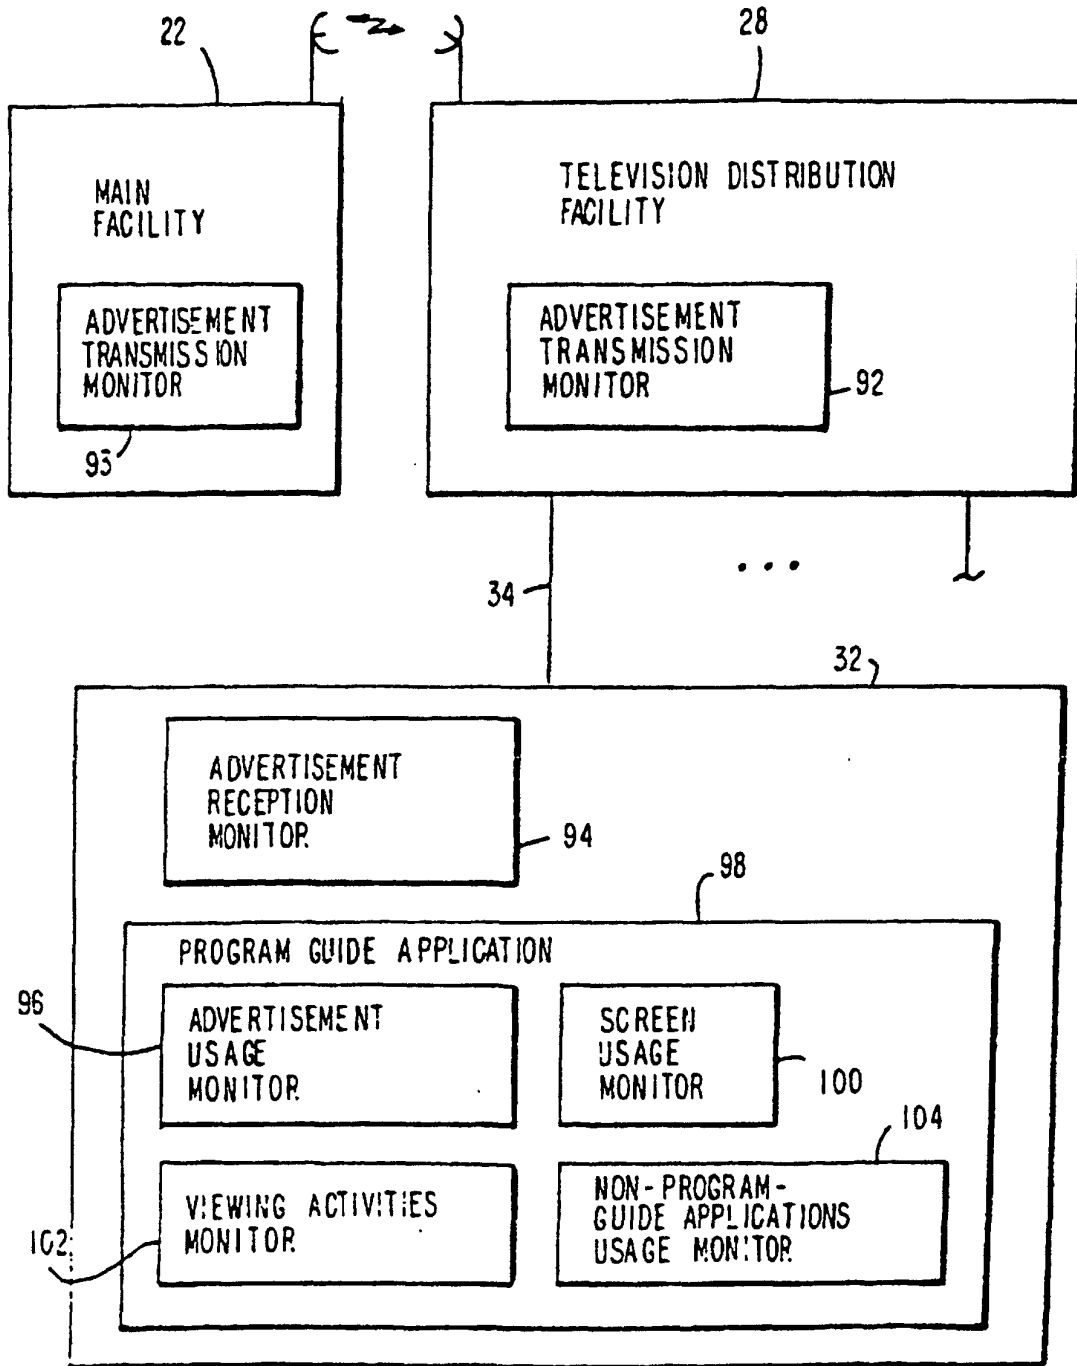 22
28
MAIN
FACILITY
TELEVISION DISTRIBUTION
FACILITY
ADVERTISEMENT
TRANSMISSION
MONITOR
93
ADVERTISEMENT
TRANSMISSION
MONITOR
92
34
...
32
ADVERTISEMENT
RECEPTION
MONITOR
94
98
PROGRAM GUIDE APPLICATION
96
ADVERTISEMENT
USAGE
MONITOR
SCREEN
USAGE
MONITOR
100
104
VIEWING ACTIVITIES
MONITOR
102
NON-PROGRAM-
GUIDE APPLICATIONS
USAGE MONITOR